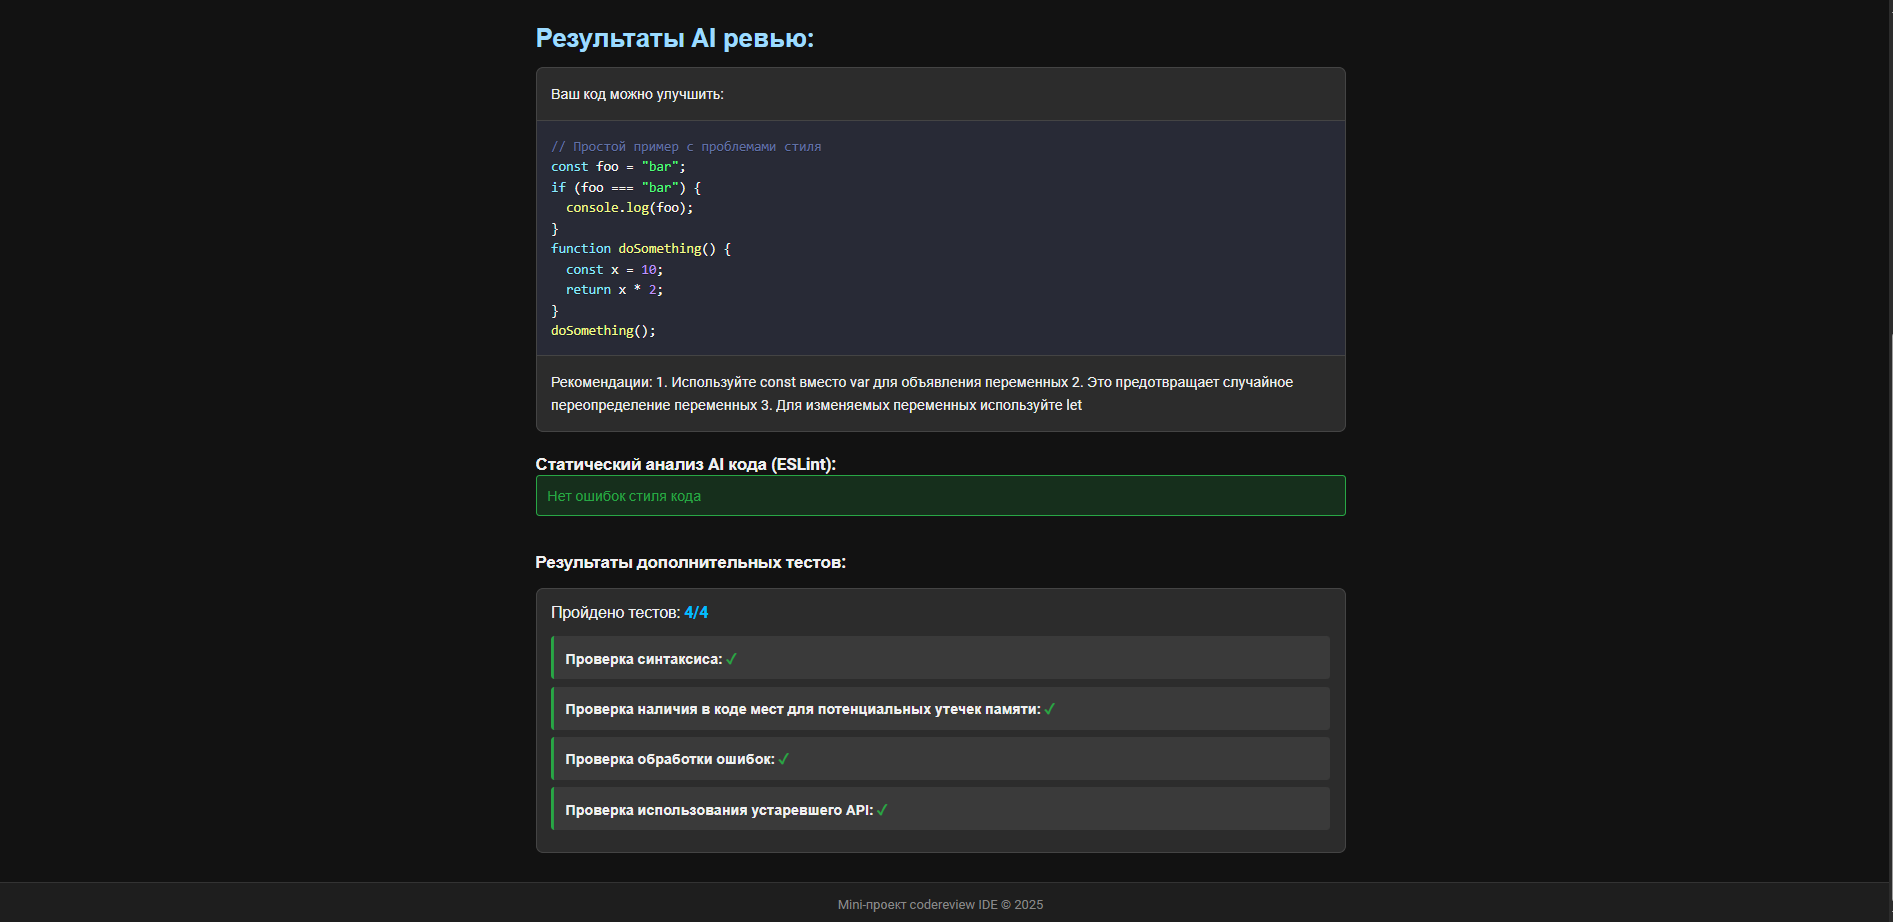 Результаты AI ревью:
Ваш код можно улучшить:
// Простой пример с проблемами стиля
const foo = "bar";
if (foo === "bar") {
  console.log(foo);
}
function doSomething() {
  const x = 10;
  return x * 2;
}
doSomething();
Рекомендации: 1. Используйте const вместо var для объявления переменных 2. Это предотвращает случайное
переопределение переменных 3. Для изменяемых переменных используйте let
Статический анализ AI кода (ESLint):
Нет ошибок стиля кода
Результаты дополнительных тестов:
Пройдено тестов: 4/4
Проверка синтаксиса: ✓
Проверка наличия в коде мест для потенциальных утечек памяти: ✓
Проверка обработки ошибок: ✓
Проверка использования устаревшего API: ✓
Mini-проект codereview IDE © 2025